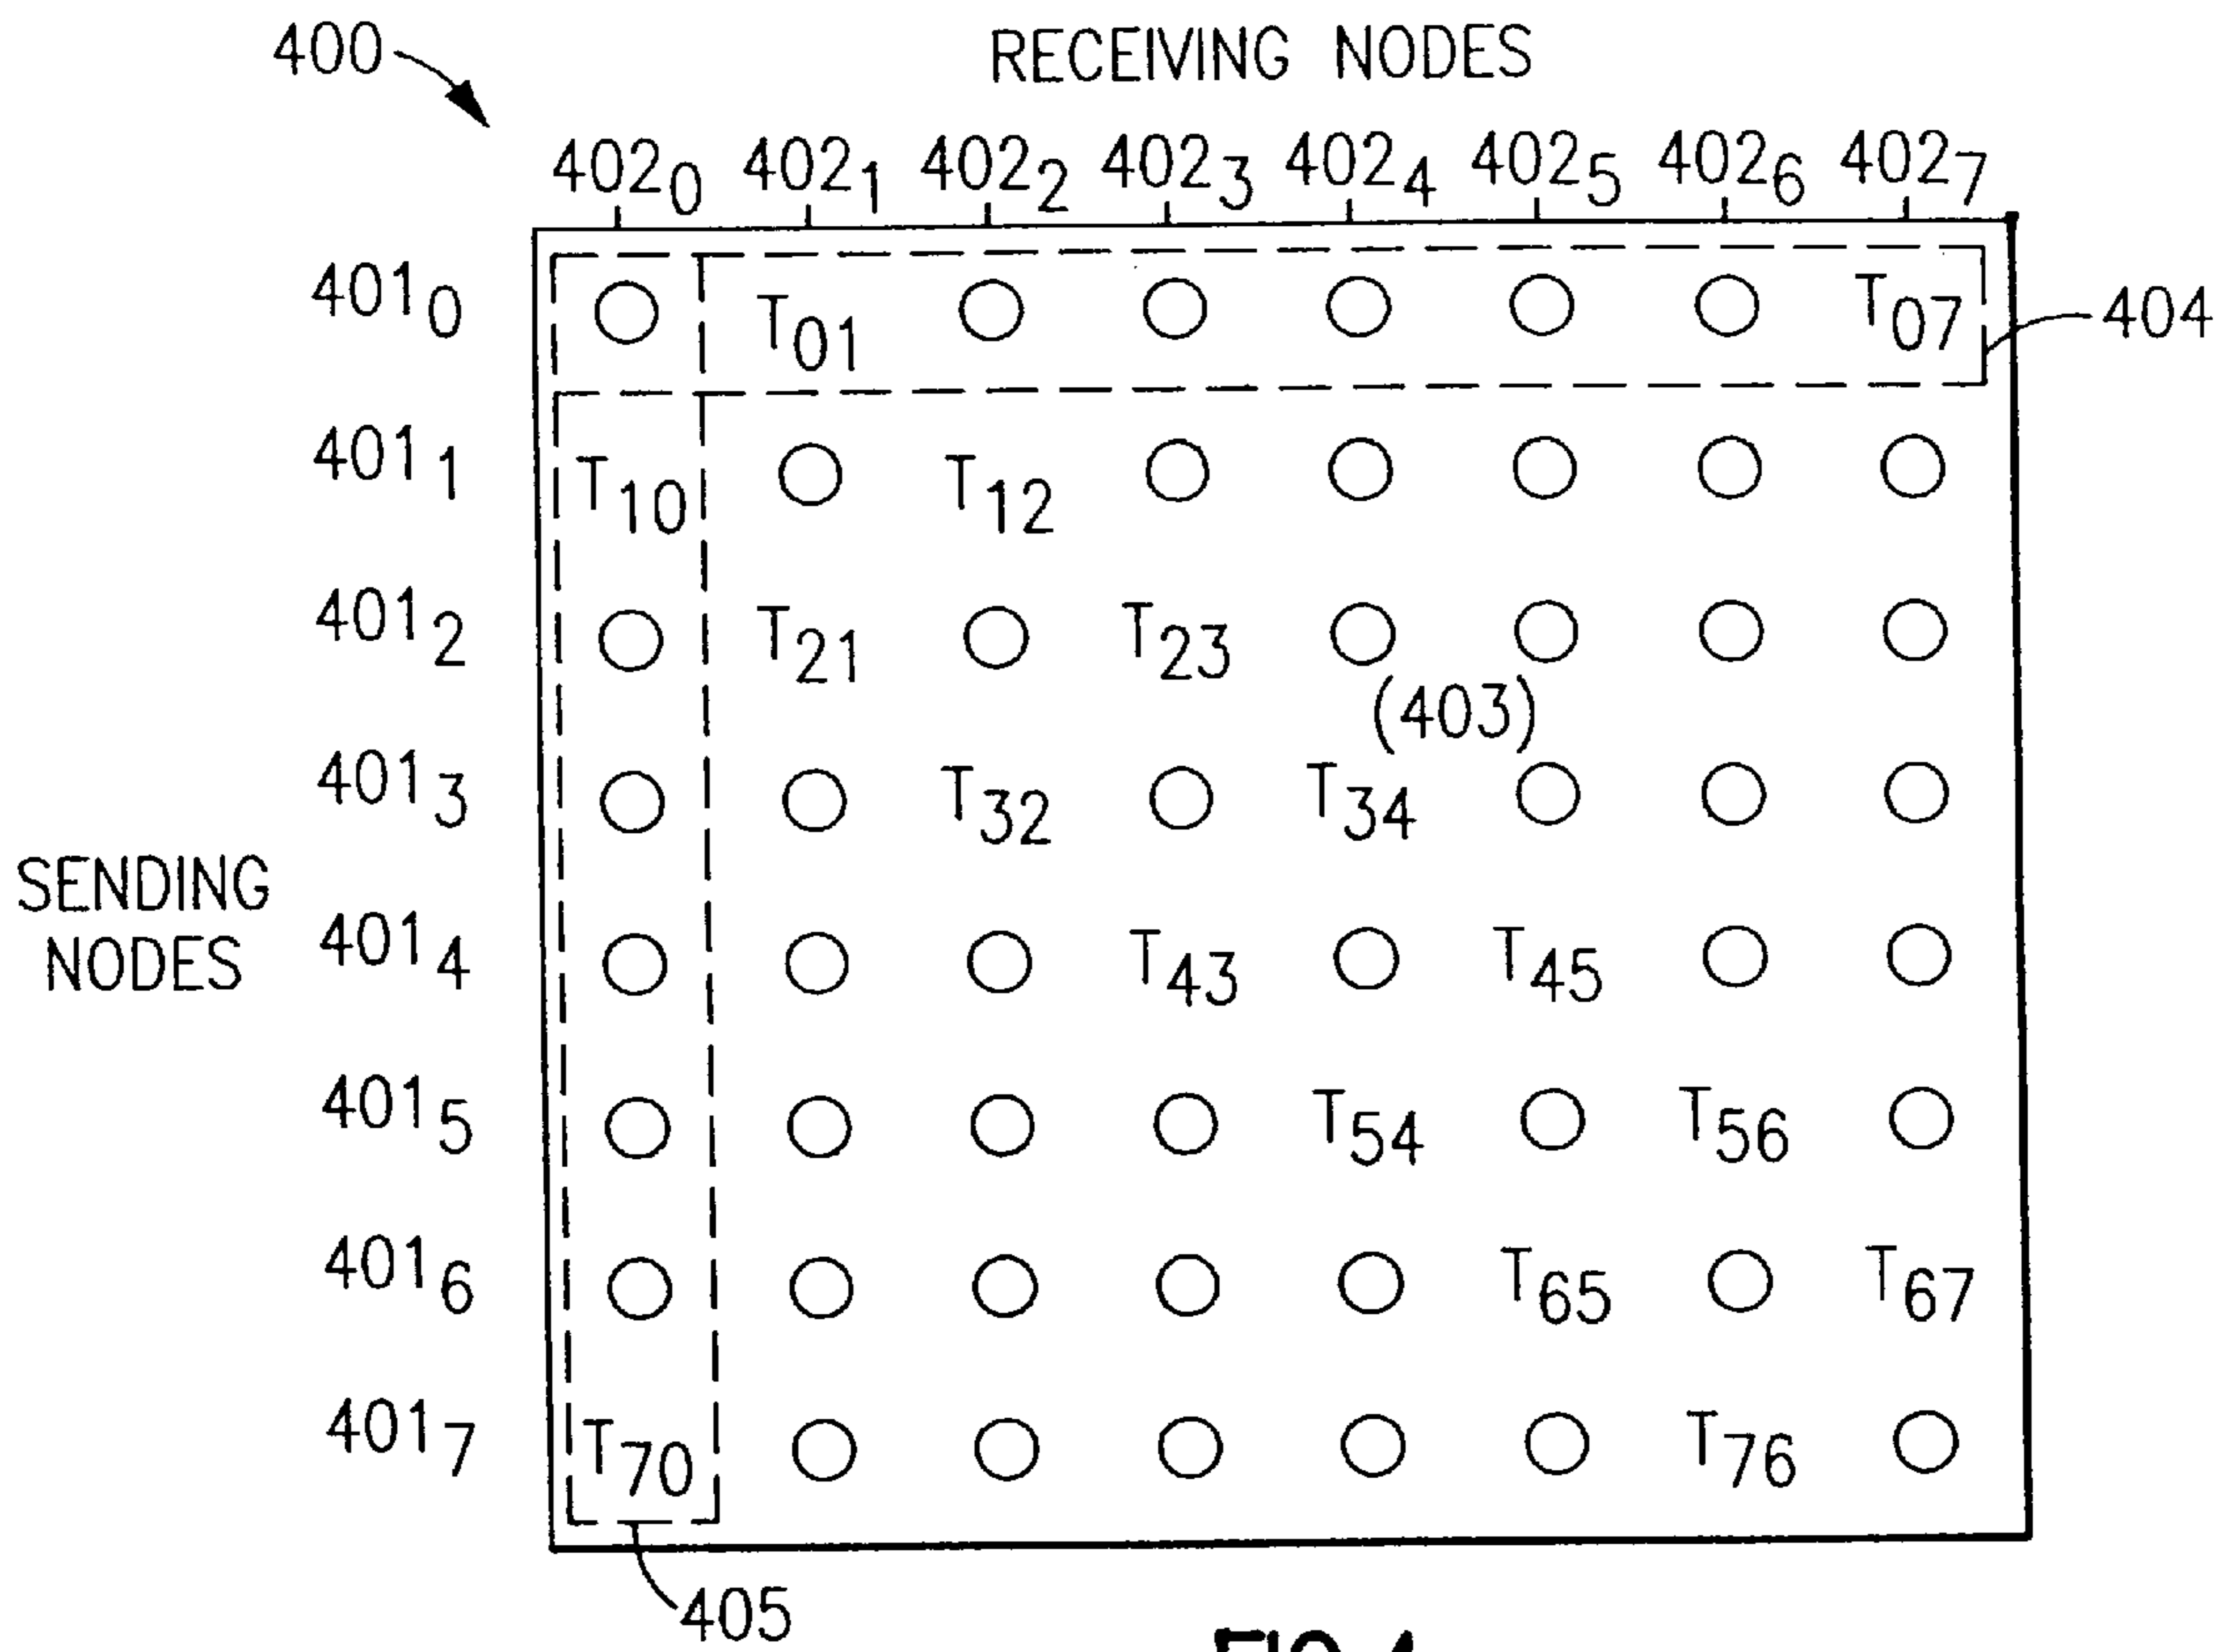 400
RECEIVING NODES
402₀ 402₁ 402₂ 402₃ 402₄ 402₅ 402₆ 402₇
401₀ O T₀₁ O O O O O T₀₇ 404
401₁ T₁₀ O T₁₂ O O O O O
401₂ O T₂₁ O T₂₃ O O O O
(403)
401₃ O O T₃₂ O T₃₄ O O O
SENDING NODES
401₄ O O O T₄₃ O T₄₅ O O
401₅ O O O O T₅₄ O T₅₆ O
401₆ O O O O O T₆₅ O T₆₇
401₇ T₇₀ O O O O O T₇₆ O
405